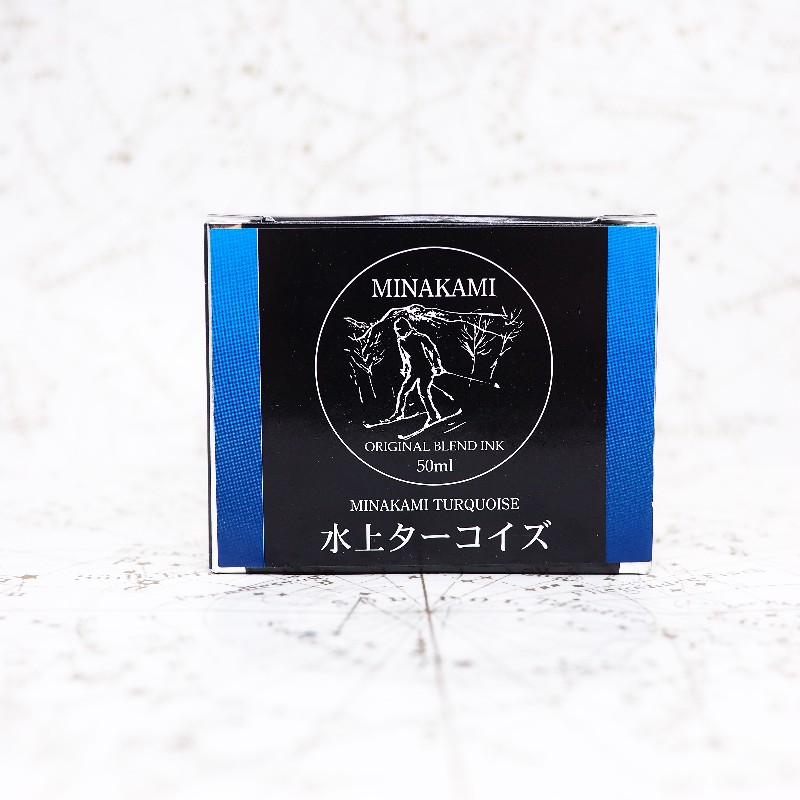 MINAKAMI
ORIGINAL BLEND INK
50ml
MINAKAMI TURQUOISE
水上ターコイズ